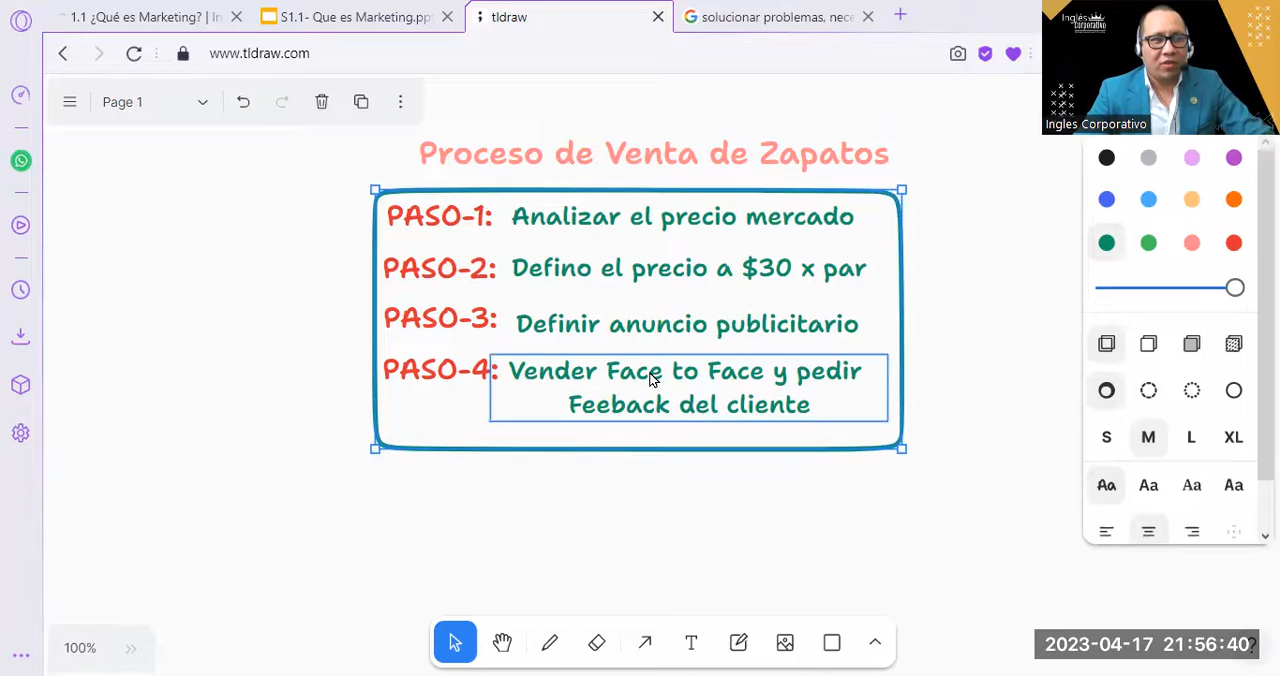 1.1 ¿Qué es Marketing? | In
S1.1- Que es Marketing.pp
tldraw
solucionar problemas, nece
www.tldraw.com
Inglés
Corporativo
Ingles Corporativo
Page 1
Proceso de Venta de Zapatos
PASO-1: Analizar el precio mercado
PASO-2: Defino el precio a $30 x par
PASO-3: Definir anuncio publicitario
PASO-4: Vender Face to Face y pedir
Feeback del cliente
S M L XL
Aa Aa Aa Aa
100%
T
2023-04-17 21:56:40
?